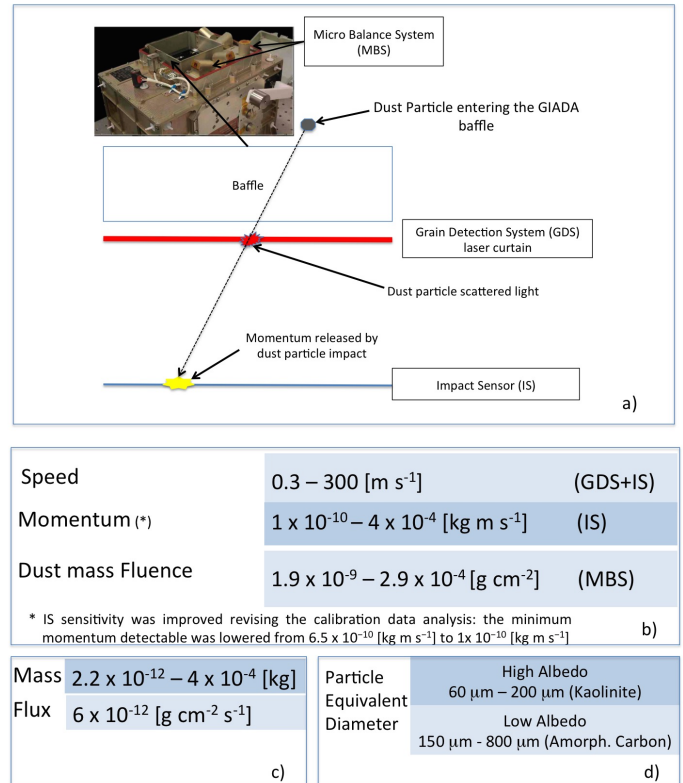 Micro Balance System
(MBS)
Dust Particle entering the GIADA
baffle
Baffle
Grain Detection System (GDS)
laser curtain
Dust particle scattered light
Momentum released by
dust particle impact
Impact Sensor (IS)
a)
Speed 0.3 – 300 [m s⁻¹] (GDS+IS)
Momentum (*) 1 x 10⁻¹⁰ – 4 x 10⁻⁴ [kg m s⁻¹] (IS)
Dust mass Fluence 1.9 x 10⁻⁹ – 2.9 x 10⁻⁴ [g cm⁻²] (MBS)
* IS sensitivity was improved revising the calibration data analysis: the minimum
momentum detectable was lowered from 6.5 x 10⁻¹⁰ [kg m s⁻¹] to 1x 10⁻¹⁰ [kg m s⁻¹]
b)
Mass 2.2 x 10⁻¹² – 4 x 10⁻⁴ [kg]
Flux 6 x 10⁻¹² [g cm⁻² s⁻¹]
c)
Particle
Equivalent
Diameter
High Albedo
60 µm – 200 µm (Kaolinite)
Low Albedo
150 µm - 800 µm (Amorph. Carbon)
d)